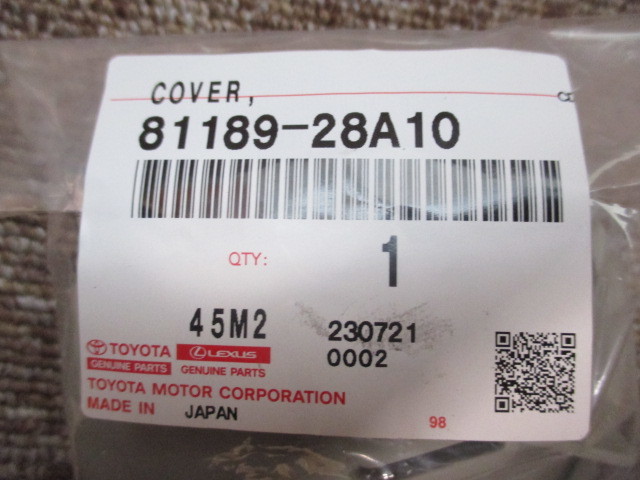 COVER,
81189-28A10
QTY: 1
45M2 230721
0002
TOYOTA LEXUS
GENUINE PARTS GENUINE PARTS
TOYOTA MOTOR CORPORATION
MADE IN JAPAN
98